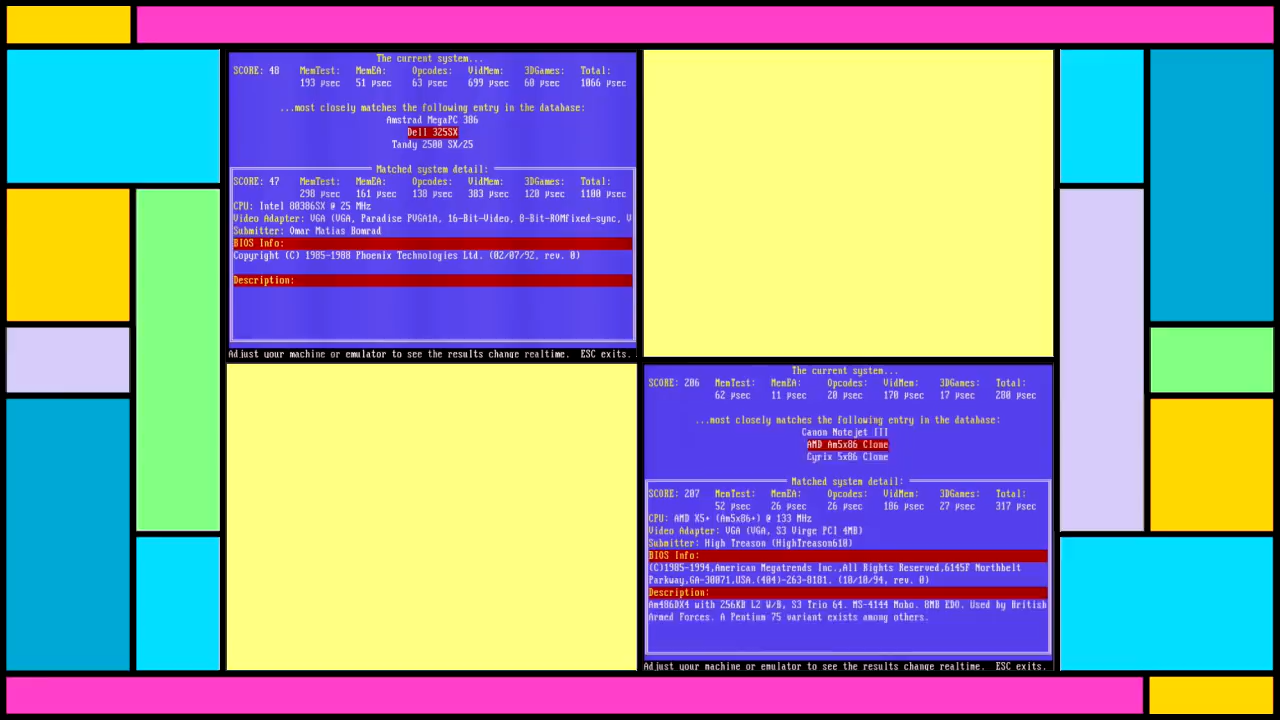 The current system...
SCORE: 48 MemTest: MemEA: Opcodes: VidMem: 3DGames: Total:
193 µsec 51 µsec 63 µsec 699 µsec 60 µsec 1066 µsec
...most closely matches the following entry in the database:
Amstrad MegaPC 386
Dell 325SX
Tandy 2500 SX/25
Matched system detail:
SCORE: 47 MemTest: MemEA: Opcodes: VidMem: 3DGames: Total:
298 µsec 161 µsec 138 µsec 383 µsec 120 µsec 1100 µsec
CPU: Intel 80386SX @ 25 MHz
Video Adapter: VGA (VGA, Paradise PVGA1A, 16-Bit-Video, 8-Bit-ROMfixed-sync, V
Submitter: Omar Matias Bomrad
BIOS Info:
Copyright (C) 1985-1988 Phoenix Technologies Ltd. (02/07/92, rev. 0)
Description:
Adjust your machine or emulator to see the results change realtime. ESC exits.
The current system...
SCORE: 206 MemTest: MemEA: Opcodes: VidMem: 3DGames: Total:
62 µsec 11 µsec 20 µsec 170 µsec 17 µsec 280 µsec
...most closely matches the following entry in the database:
Canon Notejet III
AMD Am5x86 Clone
Cyrix 5x86 Clone
Matched system detail:
SCORE: 207 MemTest: MemEA: Opcodes: VidMem: 3DGames: Total:
52 µsec 26 µsec 26 µsec 186 µsec 27 µsec 317 µsec
CPU: AMD X5+ (Am5x86+) @ 133 MHz
Video Adapter: VGA (VGA, S3 Virge PCI 4MB)
Submitter: High Treason (HighTreason610)
BIOS Info:
(C)1985-1994,American Megatrends Inc.,All Rights Reserved,6145F Northbelt
Parkway,GA-30071,USA.(404)-263-8181. (10/10/94, rev. 0)
Description:
Am486DX4 with 256KB L2 W/B, S3 Trio 64. MS-4144 Mobo. 8MB EDO. Used by British
Armed Forces. A Pentium 75 variant exists among others.
Adjust your machine or emulator to see the results change realtime. ESC exits.